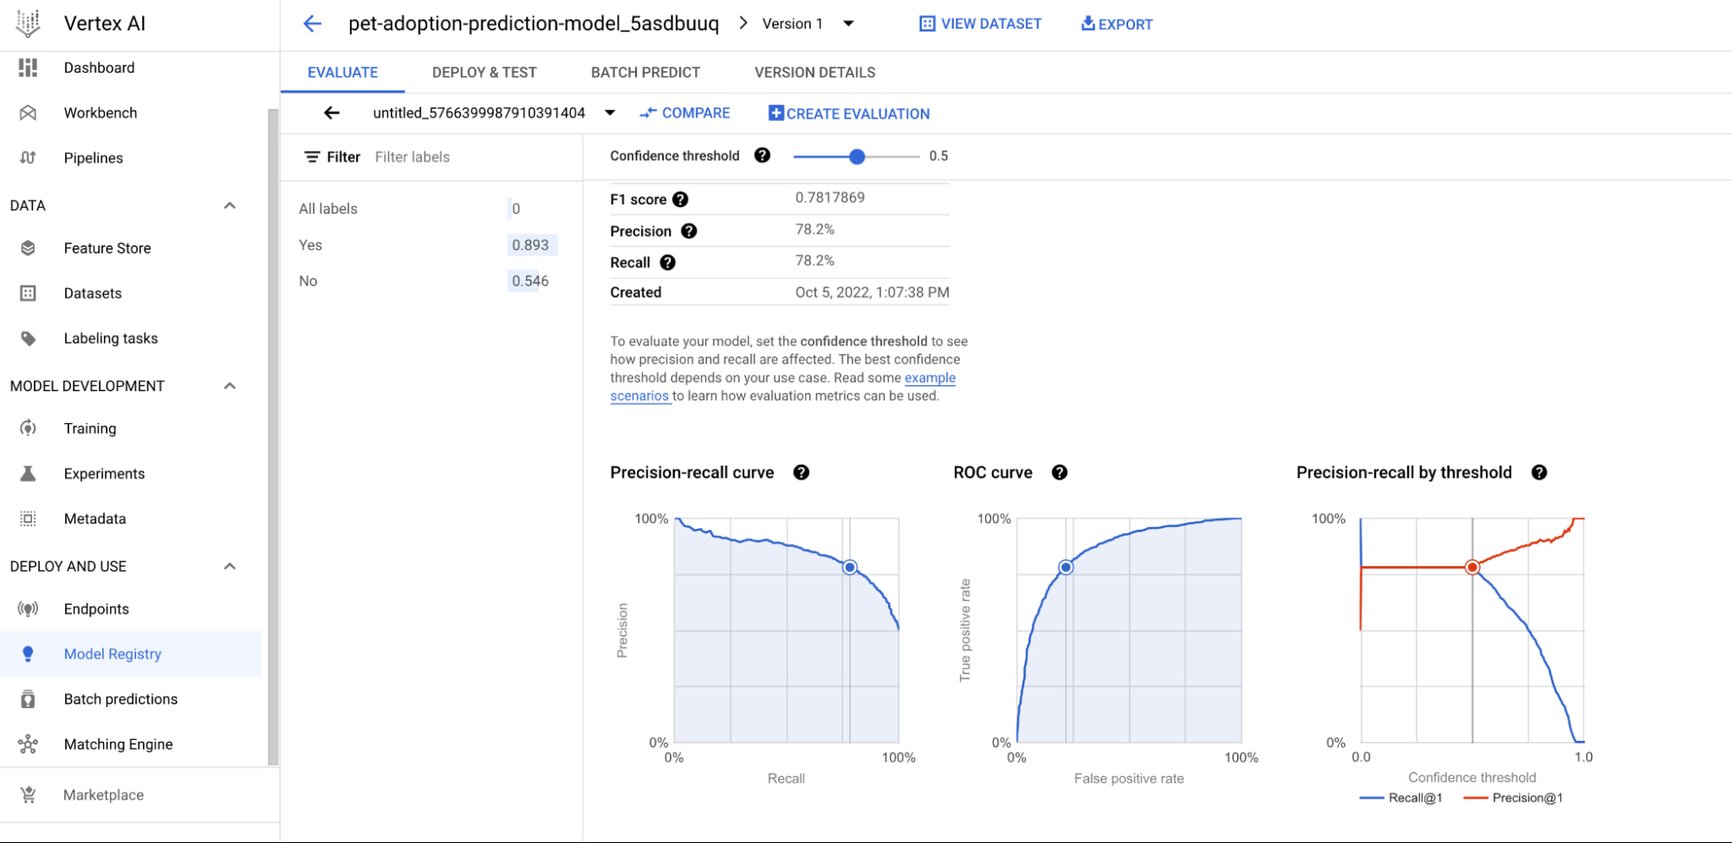 Vertex AI
pet-adoption-prediction-model_5asdbuuq
Version 1
VIEW DATASET
EXPORT
Dashboard
Workbench
Pipelines
DATA
Feature Store
Datasets
Labeling tasks
MODEL DEVELOPMENT
Training
Experiments
Metadata
DEPLOY AND USE
Endpoints
Model Registry
Batch predictions
Matching Engine
Marketplace
EVALUATE
DEPLOY & TEST
BATCH PREDICT
VERSION DETAILS
untitled_5766399987910391404
COMPARE
CREATE EVALUATION
Filter Filter labels
All labels 0
Yes 0.893
No 0.546
Confidence threshold ? 0.5
F1 score ? 0.7817869
Precision ? 78.2%
Recall ? 78.2%
Created Oct 5, 2022, 1:07:38 PM
To evaluate your model, set the confidence threshold to see
how precision and recall are affected. The best confidence
threshold depends on your use case. Read some example
scenarios to learn how evaluation metrics can be used.
Precision-recall curve ?
100%
Precision
0%
0% 100%
Recall
ROC curve ?
100%
True positive rate
0%
0% 100%
False positive rate
Precision-recall by threshold ?
100%
0%
0.0 1.0
Confidence threshold
Recall@1 Precision@1